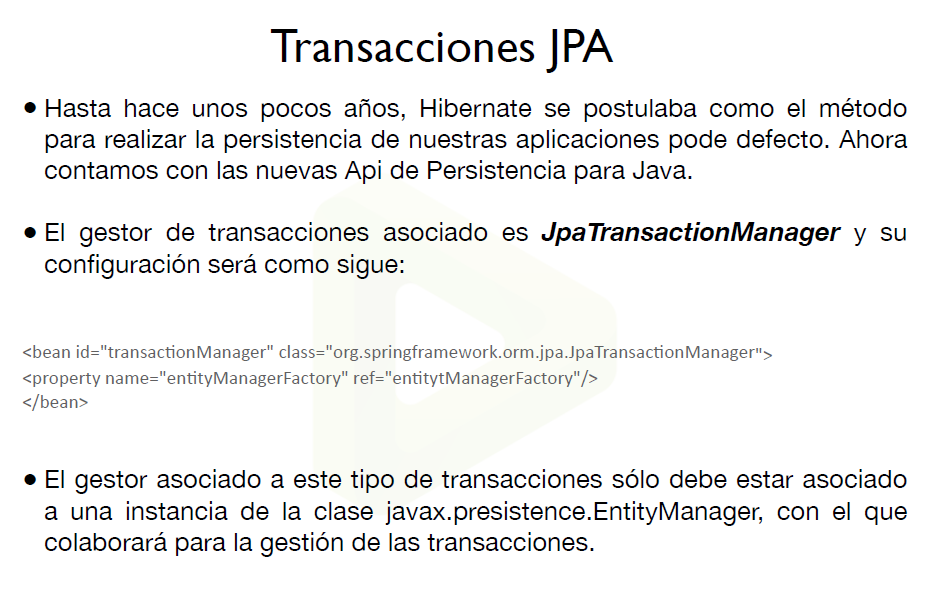 Transacciones JPA
• Hasta hace unos pocos años, Hibernate se postulaba como el método
para realizar la persistencia de nuestras aplicaciones pode defecto. Ahora
contamos con las nuevas Api de Persistencia para Java.
• El gestor de transacciones asociado es JpaTransactionManager y su
configuración será como sigue:
<bean id="transactionManager" class="org.springframework.orm.jpa.JpaTransactionManager">
<property name="entityManagerFactory" ref="entitytManagerFactory"/>
</bean>
• El gestor asociado a este tipo de transacciones sólo debe estar asociado
a una instancia de la clase javax.presistence.EntityManager, con el que
colaborará para la gestión de las transacciones.